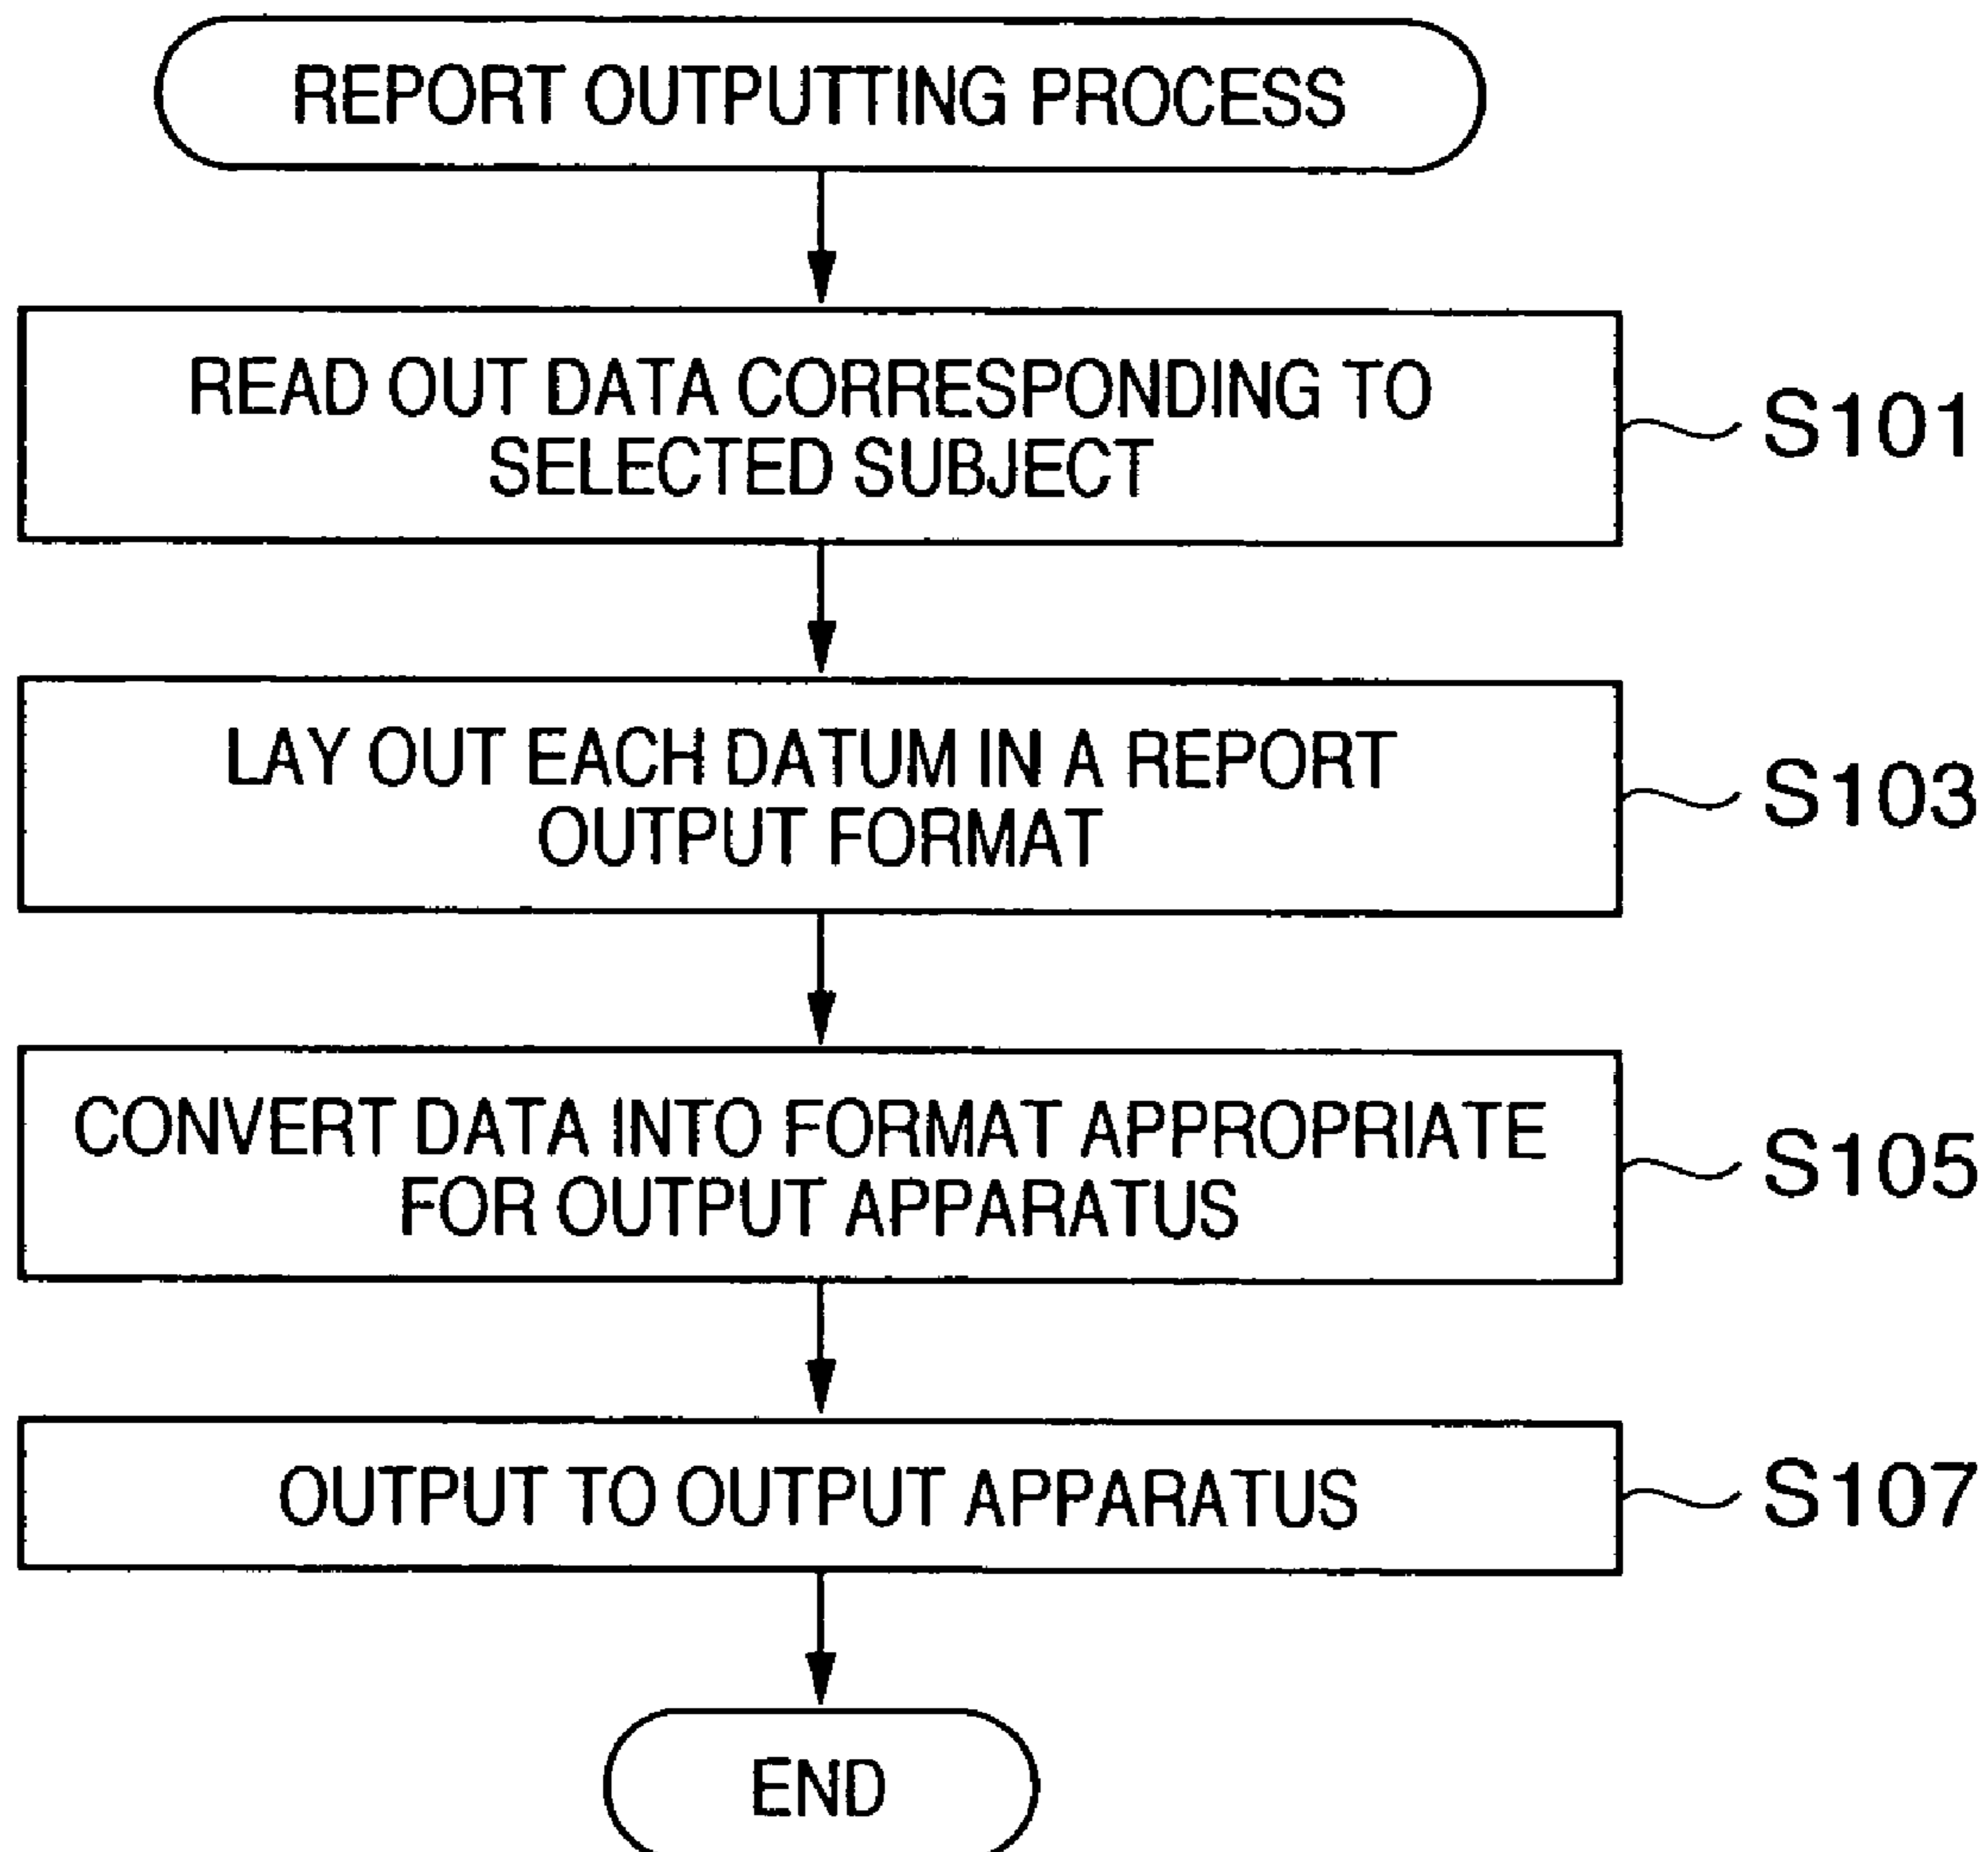 REPORT OUTPUTTING PROCESS
READ OUT DATA CORRESPONDING TO
SELECTED SUBJECT
S101
LAY OUT EACH DATUM IN A REPORT
OUTPUT FORMAT
S103
CONVERT DATA INTO FORMAT APPROPRIATE
FOR OUTPUT APPARATUS
S105
OUTPUT TO OUTPUT APPARATUS
S107
END